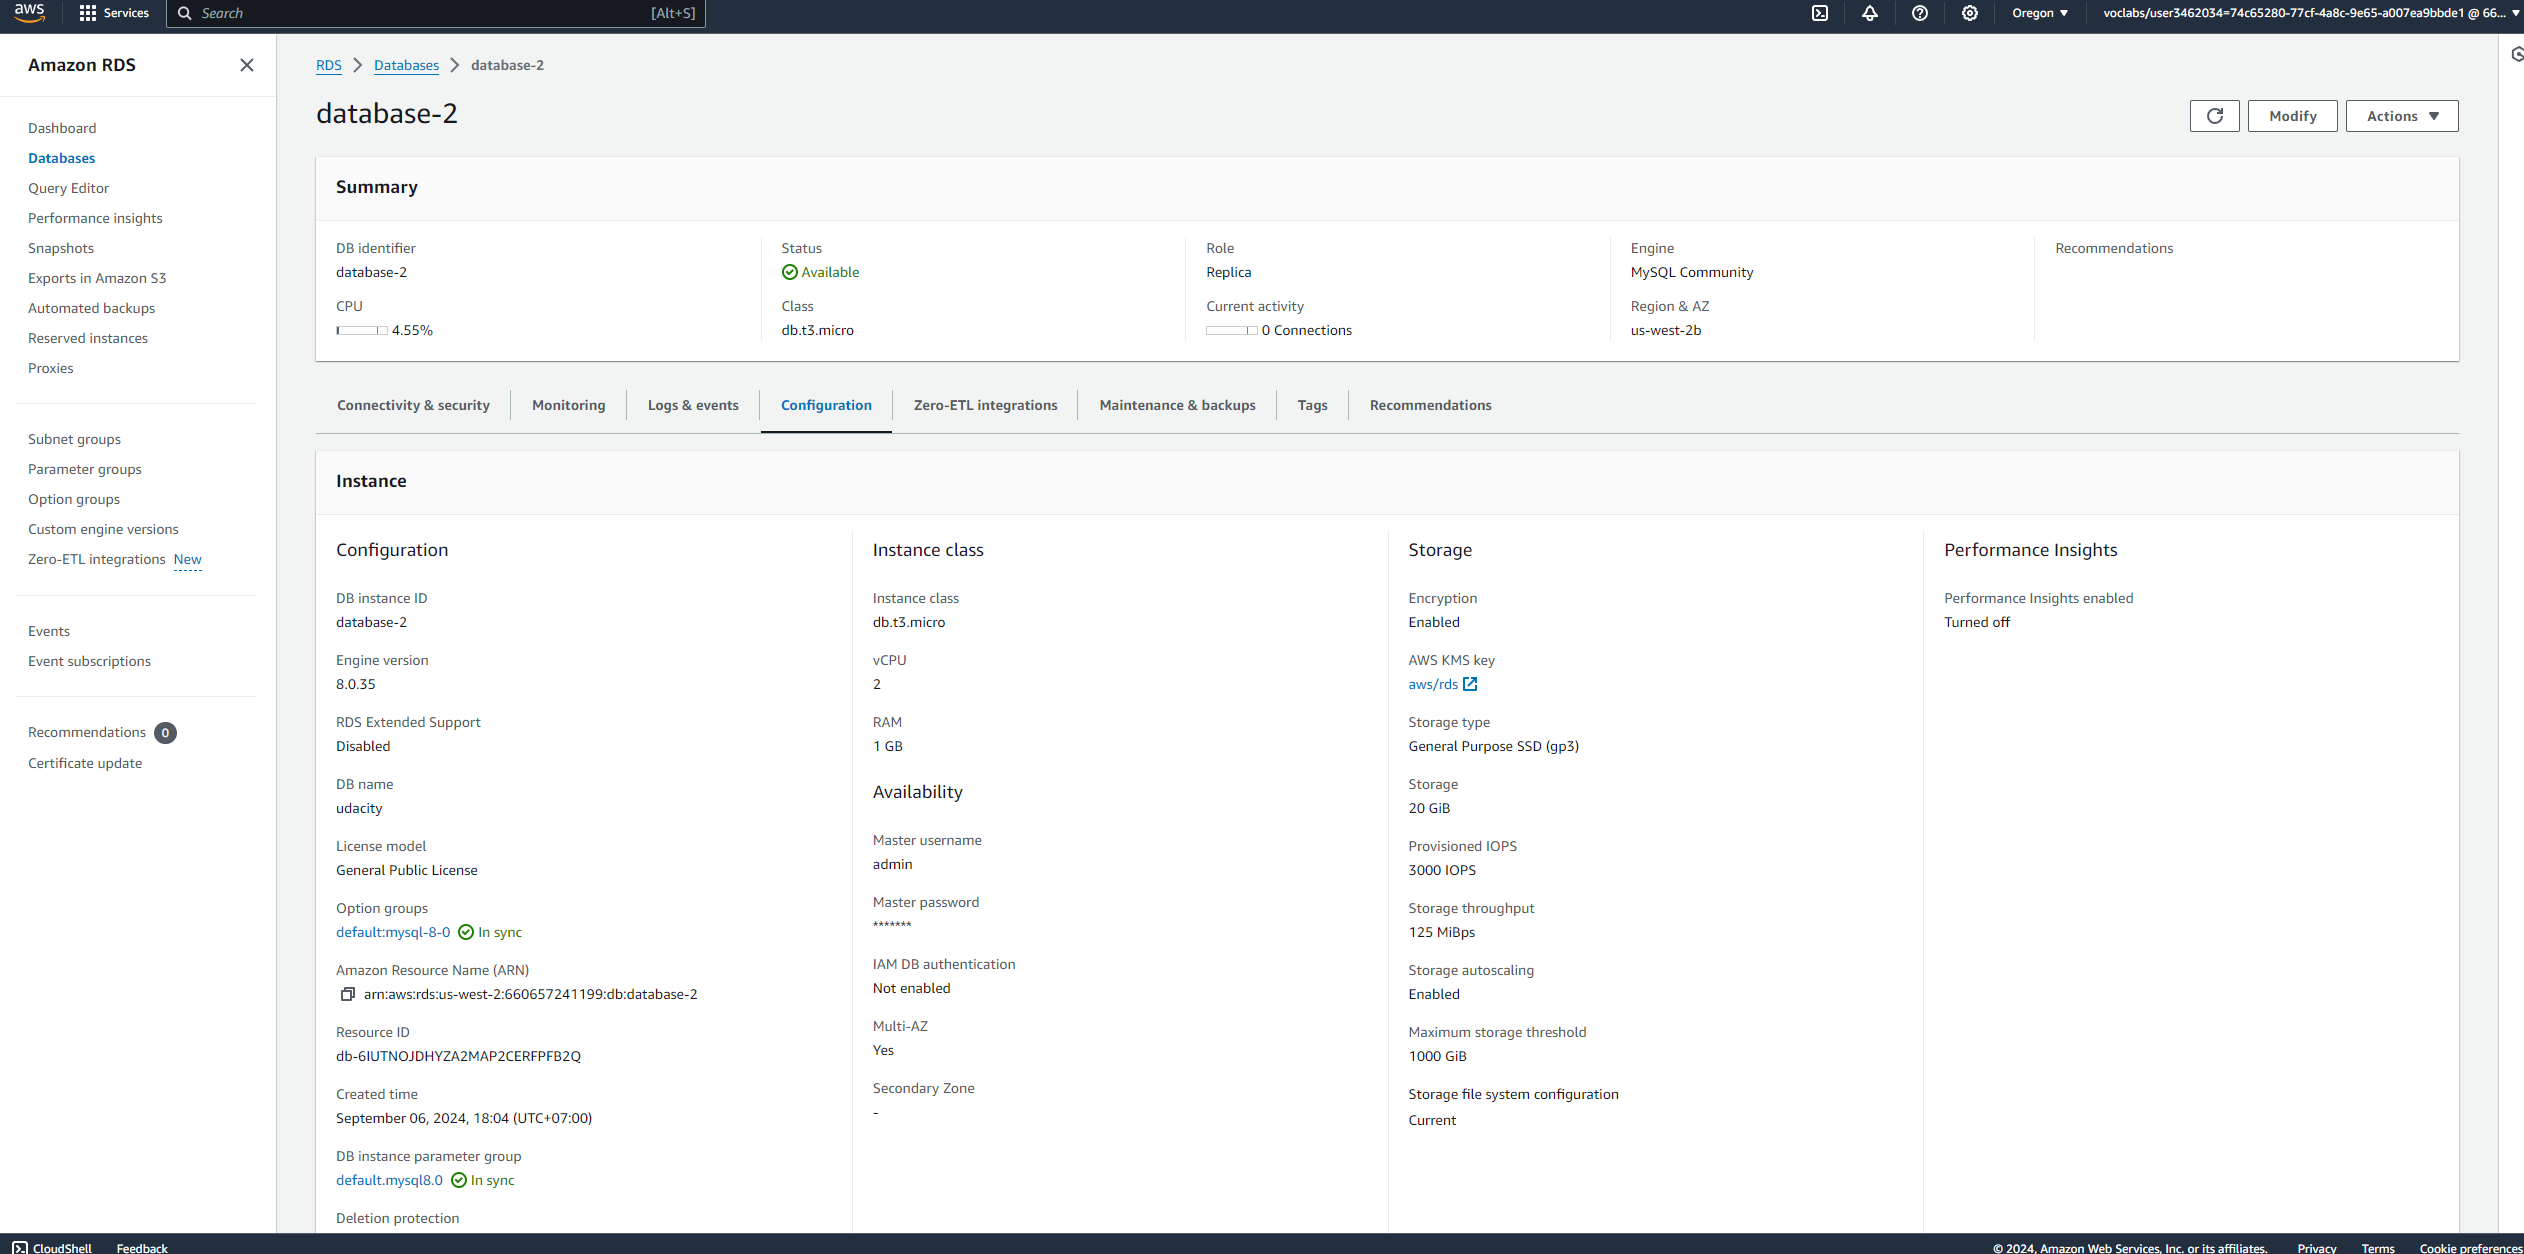 aws
Services
Search
[Alt+S]
Oregon ▼
voclabs/user3462034=74c65280-77cf-4a8c-9e65-a007ea9bbde1 @ 66... ▼
Amazon RDS
Dashboard
Databases
Query Editor
Performance insights
Snapshots
Exports in Amazon S3
Automated backups
Reserved instances
Proxies
Subnet groups
Parameter groups
Option groups
Custom engine versions
Zero-ETL integrations New
Events
Event subscriptions
Recommendations 0
Certificate update
RDS > Databases > database-2
database-2
Modify
Actions ▼
Summary
DB identifier
database-2
CPU
4.55%
Status
Available
Class
db.t3.micro
Role
Replica
Current activity
0 Connections
Engine
MySQL Community
Region & AZ
us-west-2b
Recommendations
Connectivity & security
Monitoring
Logs & events
Configuration
Zero-ETL integrations
Maintenance & backups
Tags
Recommendations
Instance
Configuration
DB instance ID
database-2
Engine version
8.0.35
RDS Extended Support
Disabled
DB name
udacity
License model
General Public License
Option groups
default:mysql-8-0 In sync
Amazon Resource Name (ARN)
arn:aws:rds:us-west-2:660657241199:db:database-2
Resource ID
db-6IUTNOJDHYZA2MAP2CERFPFB2Q
Created time
September 06, 2024, 18:04 (UTC+07:00)
DB instance parameter group
default.mysql8.0 In sync
Deletion protection
Instance class
Instance class
db.t3.micro
vCPU
2
RAM
1 GB
Availability
Master username
admin
Master password
*******
IAM DB authentication
Not enabled
Multi-AZ
Yes
Secondary Zone
-
Storage
Encryption
Enabled
AWS KMS key
aws/rds
Storage type
General Purpose SSD (gp3)
Storage
20 GiB
Provisioned IOPS
3000 IOPS
Storage throughput
125 MiBps
Storage autoscaling
Enabled
Maximum storage threshold
1000 GiB
Storage file system configuration
Current
Performance Insights
Performance Insights enabled
Turned off
CloudShell
Feedback
© 2024, Amazon Web Services, Inc. or its affiliates.
Privacy
Terms
Cookie preferences